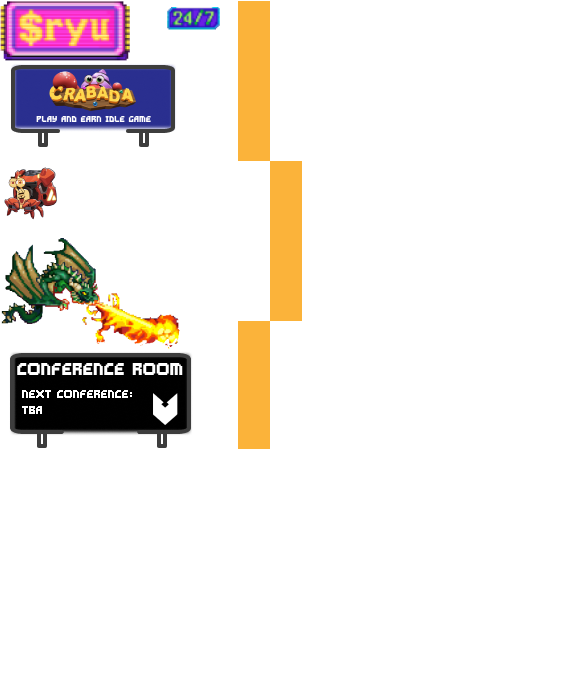 $ryu
24/7
CRABADA
PLAY AND EARN IDLE GAME
CONFERENCE ROOM
NEXT CONFERENCE:
TBA